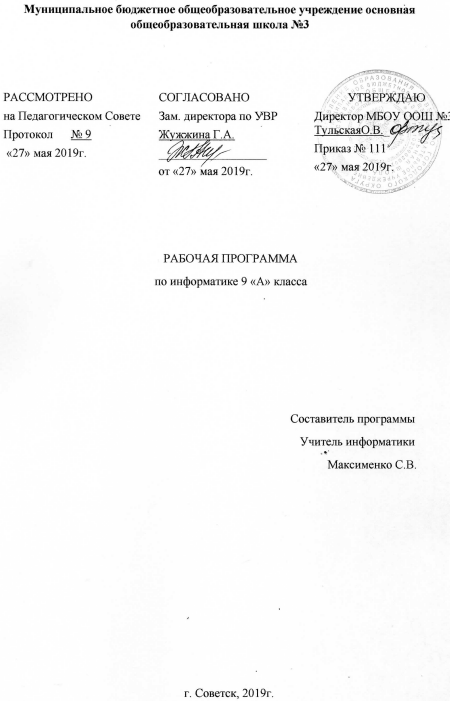 Муниципальное бюджетное общеобразовательное учреждение основная
общеобразовательная школа №3
РАССМОТРЕНО
на Педагогическом Совете
Протокол № 9
«27» мая 2019г.
СОГЛАСОВАНО
Зам. директора по УВР
Жужкина Г.А.
от «27» мая 2019г.
УТВЕРЖДАЮ
Директор МБОУ ООШ №3
ТульскаяО.В.
Приказ № 111
«27» мая 2019г.
РАБОЧАЯ ПРОГРАММА
по информатике 9 «А» класса
Составитель программы
Учитель информатики
Максименко С.В.
г. Советск, 2019г.